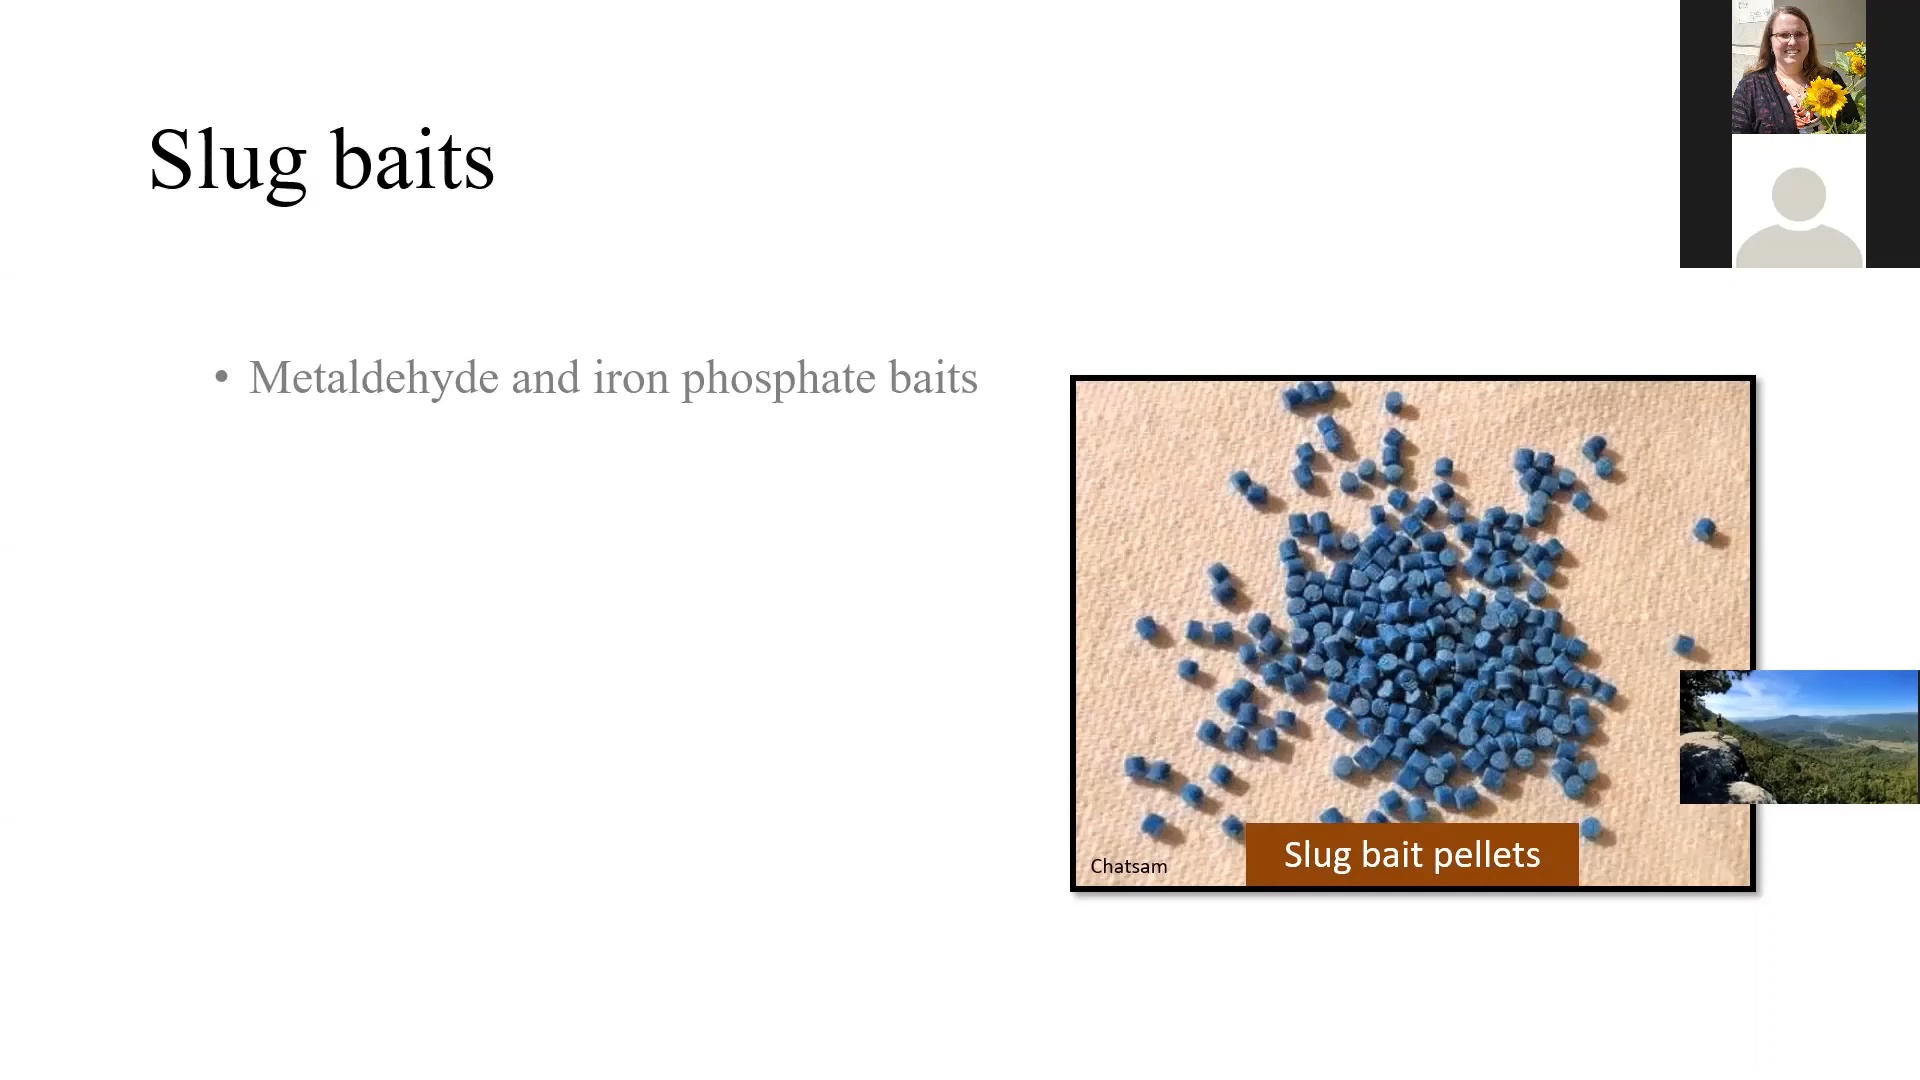 Slug baits
• Metaldehyde and iron phosphate baits
Chatsam
Slug bait pellets